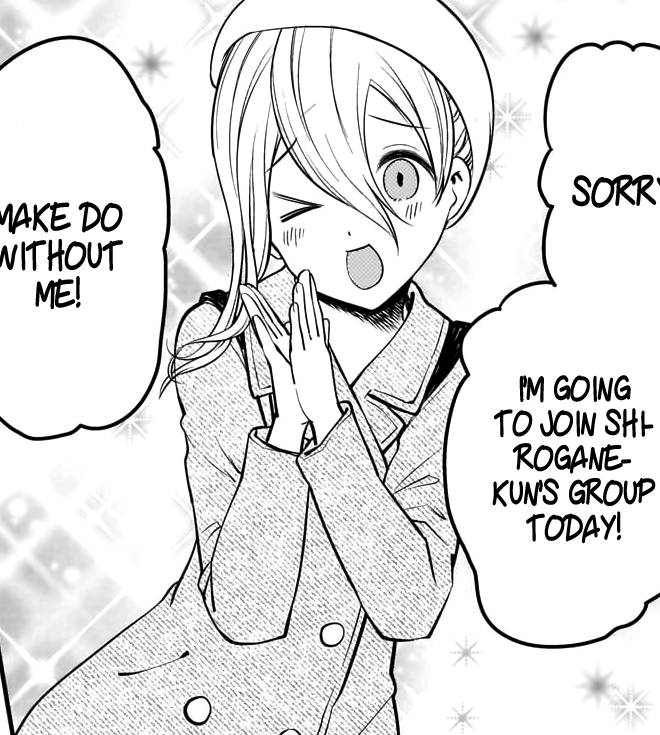 SORRY
I'M GOING
TO JOIN SHI-
ROGANE-
KUN'S GROUP
TODAY!
MAKE DO
WITHOUT
ME!